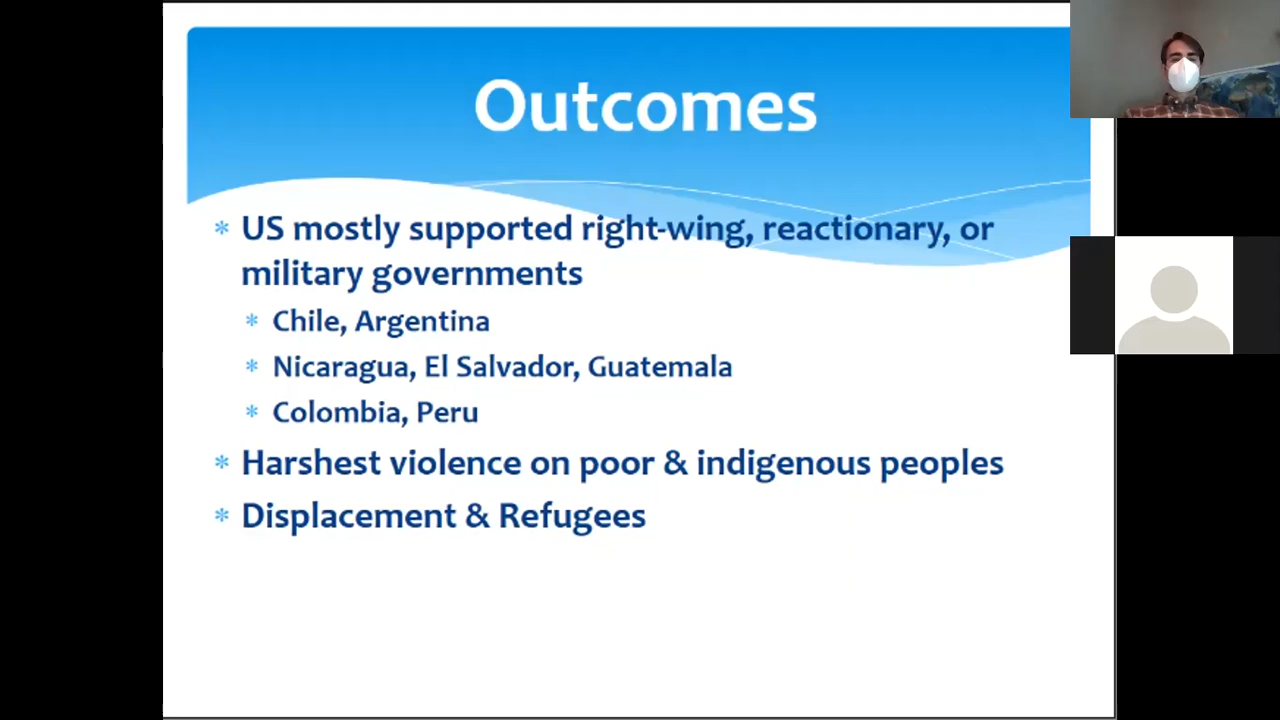 Outcomes
* US mostly supported right-wing, reactionary, or
military governments
* Chile, Argentina
* Nicaragua, El Salvador, Guatemala
* Colombia, Peru
* Harshest violence on poor & indigenous peoples
* Displacement & Refugees